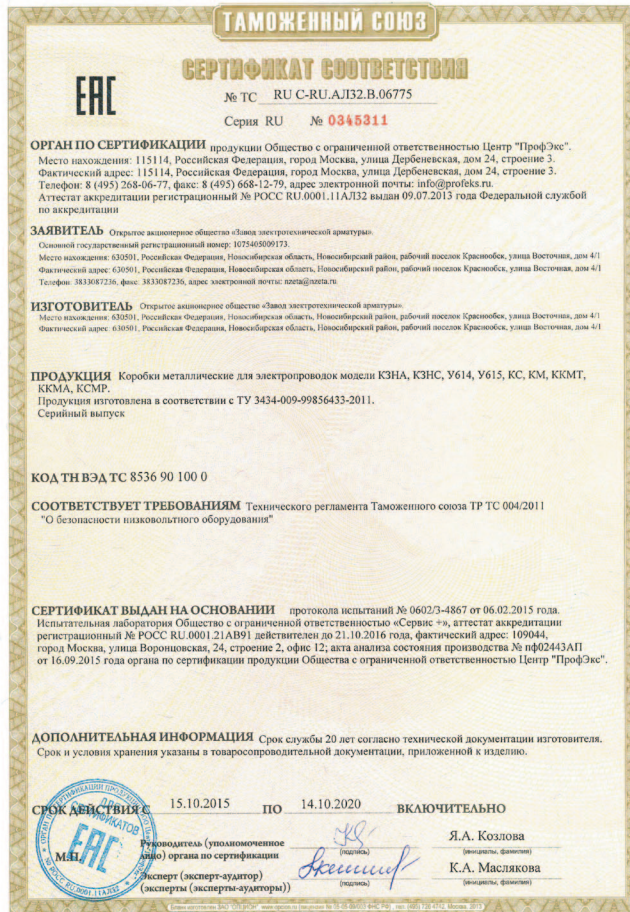 ТАМОЖЕННЫЙ СОЮЗ
СЕРТИФИКАТ СООТВЕТСТВИЯ
ЕАС
№ ТС RU C-RU.АЛ32.В.06775
Серия RU № 0345311
ОРГАН ПО СЕРТИФИКАЦИИ продукции Общество с ограниченной ответственностью Центр "ПрофЭкс".
Место нахождения: 115114, Российская Федерация, город Москва, улица Дербеневская, дом 24, строение 3.
Фактический адрес: 115114, Российская Федерация, город Москва, улица Дербеневская, дом 24, строение 3.
Телефон: 8 (495) 268-06-77, факс: 8 (495) 668-12-79, адрес электронной почты: info@profeks.ru.
Аттестат аккредитации регистрационный № РОСС RU.0001.11АЛ32 выдан 09.07.2013 года Федеральной службой
по аккредитации
ЗАЯВИТЕЛЬ Открытое акционерное общество «Завод электротехнической арматуры».
Основной государственный регистрационный номер: 1075405009173.
Место нахождения: 630501, Российская Федерация, Новосибирская область, Новосибирский район, рабочий поселок Краснообск, улица Восточная, дом 4/1
Фактический адрес: 630501, Российская Федерация, Новосибирская область, Новосибирский район, рабочий поселок Краснообск, улица Восточная, дом 4/1
Телефон: 3833087236, факс: 3833087236, адрес электронной почты: nzeta@nzeta.ru
ИЗГОТОВИТЕЛЬ Открытое акционерное общество «Завод электротехнической арматуры».
Место нахождения: 630501, Российская Федерация, Новосибирская область, Новосибирский район, рабочий поселок Краснообск, улица Восточная, дом 4/1
Фактический адрес: 630501, Российская Федерация, Новосибирская область, Новосибирский район, рабочий поселок Краснообск, улица Восточная, дом 4/1
ПРОДУКЦИЯ Коробки металлические для электропроводок модели КЗНА, КЗНС, У614, У615, КС, КМ, ККМТ,
ККМА, КСМР.
Продукция изготовлена в соответствии с ТУ 3434-009-99856433-2011.
Серийный выпуск
КОД ТН ВЭД ТС 8536 90 100 0
СООТВЕТСТВУЕТ ТРЕБОВАНИЯМ Технического регламента Таможенного союза ТР ТС 004/2011
"О безопасности низковольтного оборудования"
СЕРТИФИКАТ ВЫДАН НА ОСНОВАНИИ протокола испытаний № 0602/3-4867 от 06.02.2015 года.
Испытательная лаборатория Общество с ограниченной ответственностью «Сервис +», аттестат аккредитации
регистрационный № РОСС RU.0001.21АВ91 действителен до 21.10.2016 года, фактический адрес: 109044,
город Москва, улица Воронцовская, 24, строение 2, офис 12; акта анализа состояния производства № пф02443АП
от 16.09.2015 года органа по сертификации продукции Общества с ограниченной ответственностью Центр "ПрофЭкс".
ДОПОЛНИТЕЛЬНАЯ ИНФОРМАЦИЯ Срок службы 20 лет согласно технической документации изготовителя.
Срок и условия хранения указаны в товаросопроводительной документации, приложенной к изделию.
СРОК ДЕЙСТВИЯ С 15.10.2015 ПО 14.10.2020 ВКЛЮЧИТЕЛЬНО
ДЛЯ СЕРТИФИКАТОВ
ЕАС
М.П.
Руководитель (уполномоченное
лицо) органа по сертификации
(подпись)
Я.А. Козлова
(инициалы, фамилия)
Эксперт (эксперт-аудитор)
(эксперты (эксперты-аудиторы))
(подпись)
К.А. Маслякова
(инициалы, фамилия)